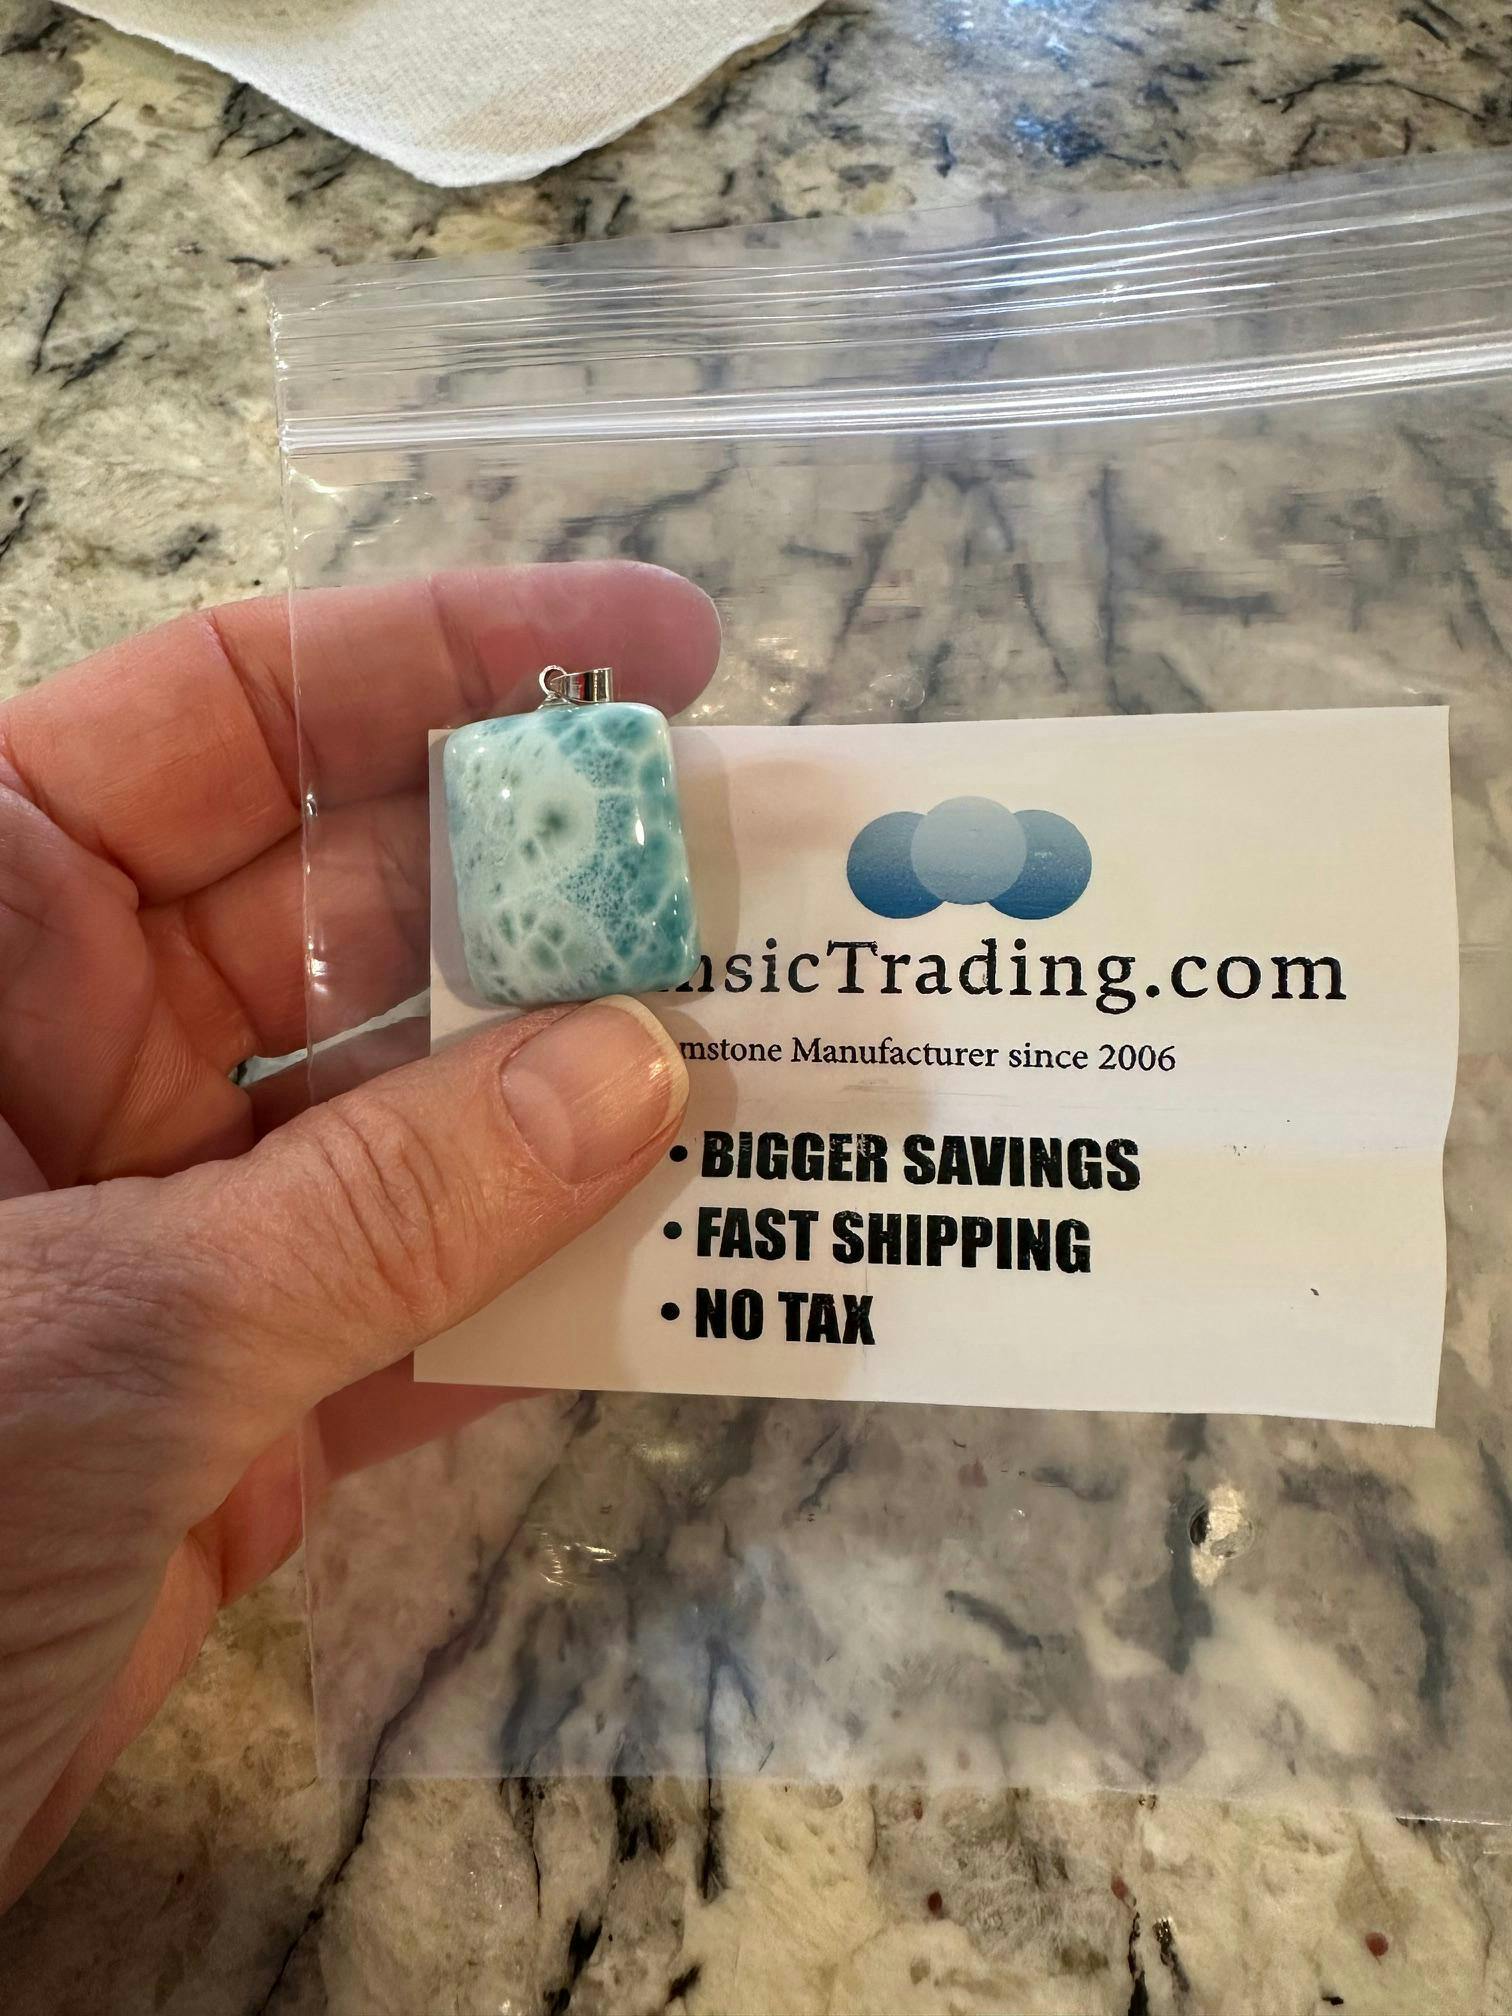 nsicTrading.com
mstone Manufacturer since 2006
• BIGGER SAVINGS
• FAST SHIPPING
• NO TAX